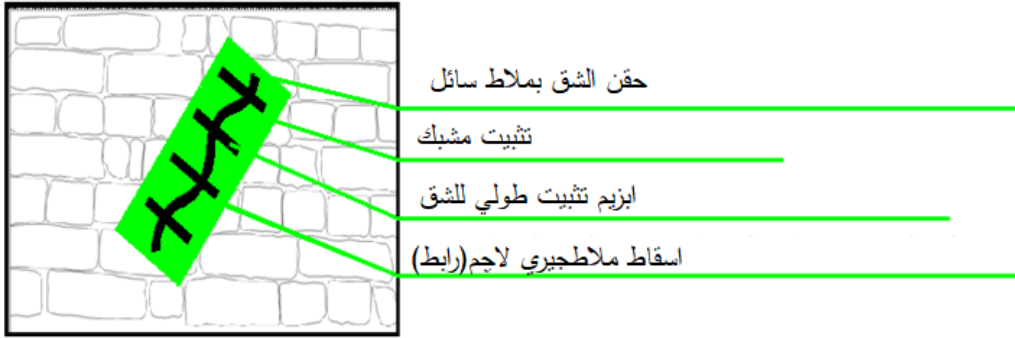 حقن الشق بملاط سائل
تثبيت مشبك
ابزيم تثبيت طولي للشق
اسقاط ملاطجيري لاجم(رابط)